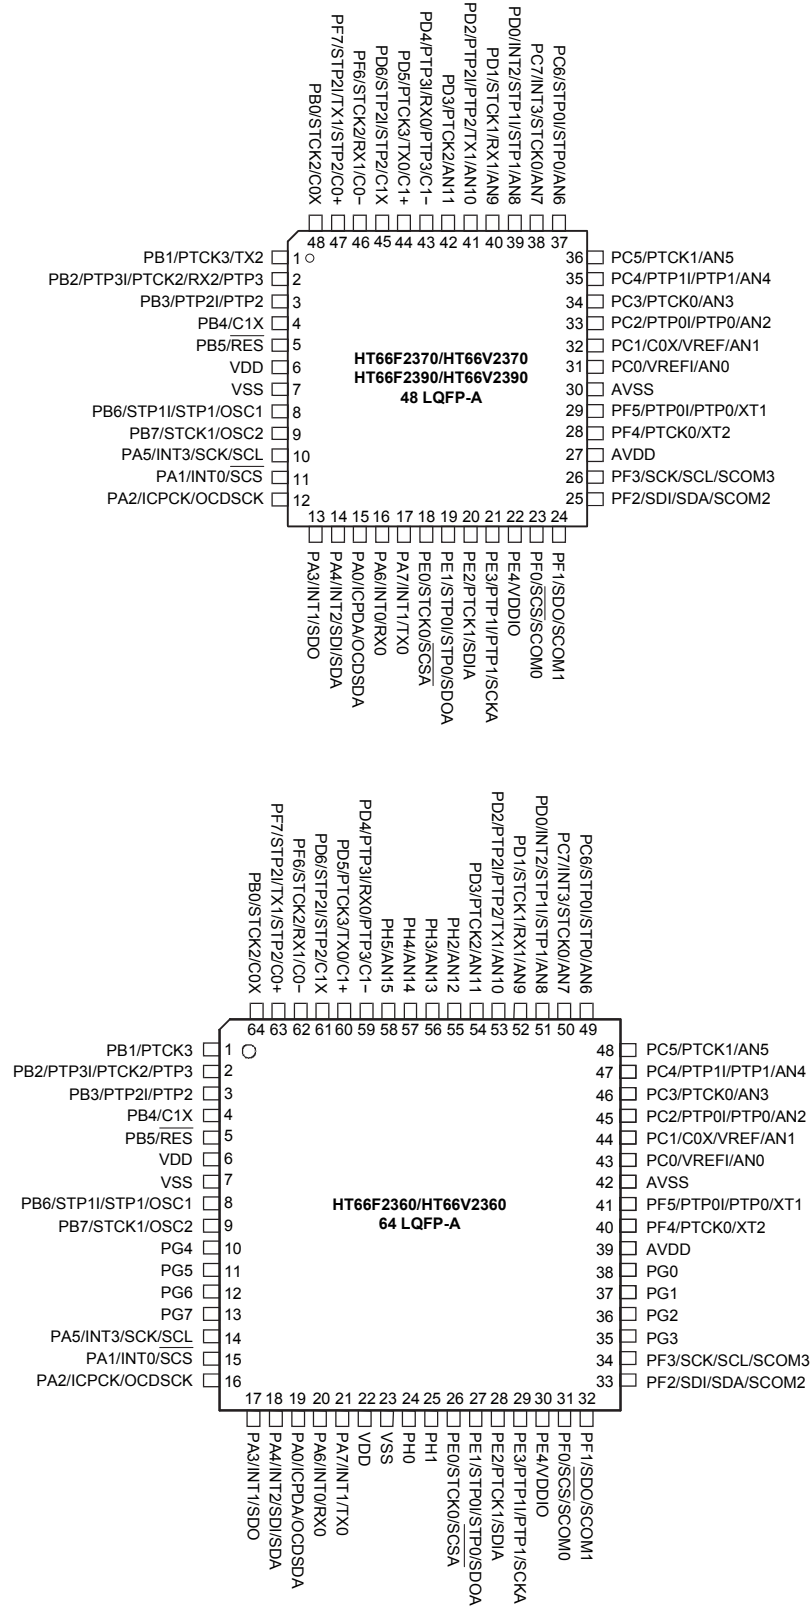 PB0/STCK2/C0X
PF7/STP2I/TX1/STP2/C0+
PF6/STCK2/RX1/C0−
PD6/STP2I/STP2/C1X
PD5/PTCK3/TX0/C1+
PD4/PTP3I/RX0/PTP3/C1−
PD3/PTCK2/AN11
PD2/PTP2I/PTP2/TX1/AN10
PD1/STCK1/RX1/AN9
PD0/INT2/STP1I/STP1/AN8
PC7/INT3/STCK0/AN7
PC6/STP0I/STP0/AN6
48 47 46 45 44 43 42 41 40 39 38 37
PB1/PTCK3/TX2 1
PB2/PTP3I/PTCK2/RX2/PTP3 2
PB3/PTP2I/PTP2 3
PB4/C1X 4
PB5/RES 5
VDD 6
VSS 7
PB6/STP1I/STP1/OSC1 8
PB7/STCK1/OSC2 9
PA5/INT3/SCK/SCL 10
PA1/INT0/SCS 11
PA2/ICPCK/OCDSCK 12
HT66F2370/HT66V2370
HT66F2390/HT66V2390
48 LQFP-A
36 PC5/PTCK1/AN5
35 PC4/PTP1I/PTP1/AN4
34 PC3/PTCK0/AN3
33 PC2/PTP0I/PTP0/AN2
32 PC1/C0X/VREF/AN1
31 PC0/VREFI/AN0
30 AVSS
29 PF5/PTP0I/PTP0/XT1
28 PF4/PTCK0/XT2
27 AVDD
26 PF3/SCK/SCL/SCOM3
25 PF2/SDI/SDA/SCOM2
13 14 15 16 17 18 19 20 21 22 23 24
PA3/INT1/SDO
PA4/INT2/SDI/SDA
PA0/ICPDA/OCDSDA
PA6/INT0/RX0
PA7/INT1/TX0
PE0/STCK0/SCSA
PE1/STP0I/STP0/SDOA
PE2/PTCK1/SDIA
PE3/PTP1I/PTP1/SCKA
PE4/VDDIO
PF0/SCS/SCOM0
PF1/SDO/SCOM1
PB0/STCK2/C0X
PF7/STP2I/TX1/STP2/C0+
PF6/STCK2/RX1/C0−
PD6/STP2I/STP2/C1X
PD5/PTCK3/TX0/C1+
PD4/PTP3I/RX0/PTP3/C1−
PH5/AN15
PH4/AN14
PH3/AN13
PH2/AN12
PD3/PTCK2/AN11
PD2/PTP2I/PTP2/TX1/AN10
PD1/STCK1/RX1/AN9
PD0/INT2/STP1I/STP1/AN8
PC7/INT3/STCK0/AN7
PC6/STP0I/STP0/AN6
64 63 62 61 60 59 58 57 56 55 54 53 52 51 50 49
PB1/PTCK3 1
PB2/PTP3I/PTCK2/PTP3 2
PB3/PTP2I/PTP2 3
PB4/C1X 4
PB5/RES 5
VDD 6
VSS 7
PB6/STP1I/STP1/OSC1 8
PB7/STCK1/OSC2 9
PG4 10
PG5 11
PG6 12
PG7 13
PA5/INT3/SCK/SCL 14
PA1/INT0/SCS 15
PA2/ICPCK/OCDSCK 16
HT66F2360/HT66V2360
64 LQFP-A
48 PC5/PTCK1/AN5
47 PC4/PTP1I/PTP1/AN4
46 PC3/PTCK0/AN3
45 PC2/PTP0I/PTP0/AN2
44 PC1/C0X/VREF/AN1
43 PC0/VREFI/AN0
42 AVSS
41 PF5/PTP0I/PTP0/XT1
40 PF4/PTCK0/XT2
39 AVDD
38 PG0
37 PG1
36 PG2
35 PG3
34 PF3/SCK/SCL/SCOM3
33 PF2/SDI/SDA/SCOM2
17 18 19 20 21 22 23 24 25 26 27 28 29 30 31 32
PA3/INT1/SDO
PA4/INT2/SDI/SDA
PA0/ICPDA/OCDSDA
PA6/INT0/RX0
PA7/INT1/TX0
VDD
VSS
PH0
PH1
PE0/STCK0/SCSA
PE1/STP0I/STP0/SDOA
PE2/PTCK1/SDIA
PE3/PTP1I/PTP1/SCKA
PE4/VDDIO
PF0/SCS/SCOM0
PF1/SDO/SCOM1